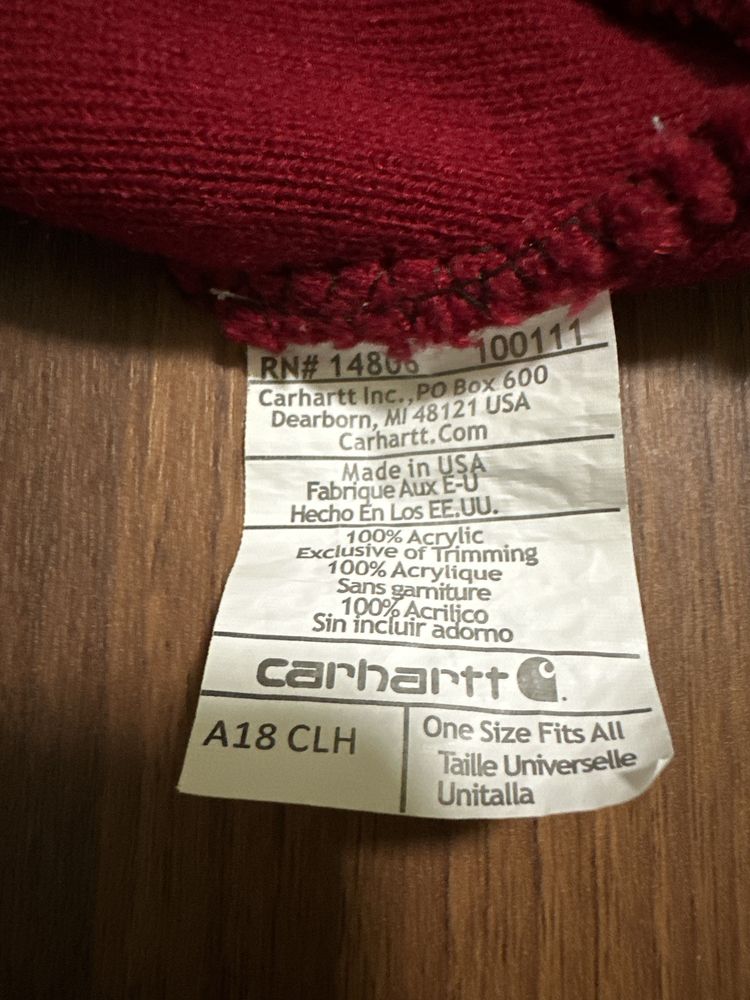 RN# 14806 100111
Carhartt Inc.,PO Box 600
Dearborn, MI 48121 USA
Carhartt.Com
Made in USA
Fabrique Aux E-U
Hecho En Los EE.UU.
100% Acrylic
Exclusive of Trimming
100% Acrylique
Sans garniture
100% Acrilico
Sin incluir adorno
carhartt
A18 CLH
One Size Fits All
Taille Universelle
Unitalla